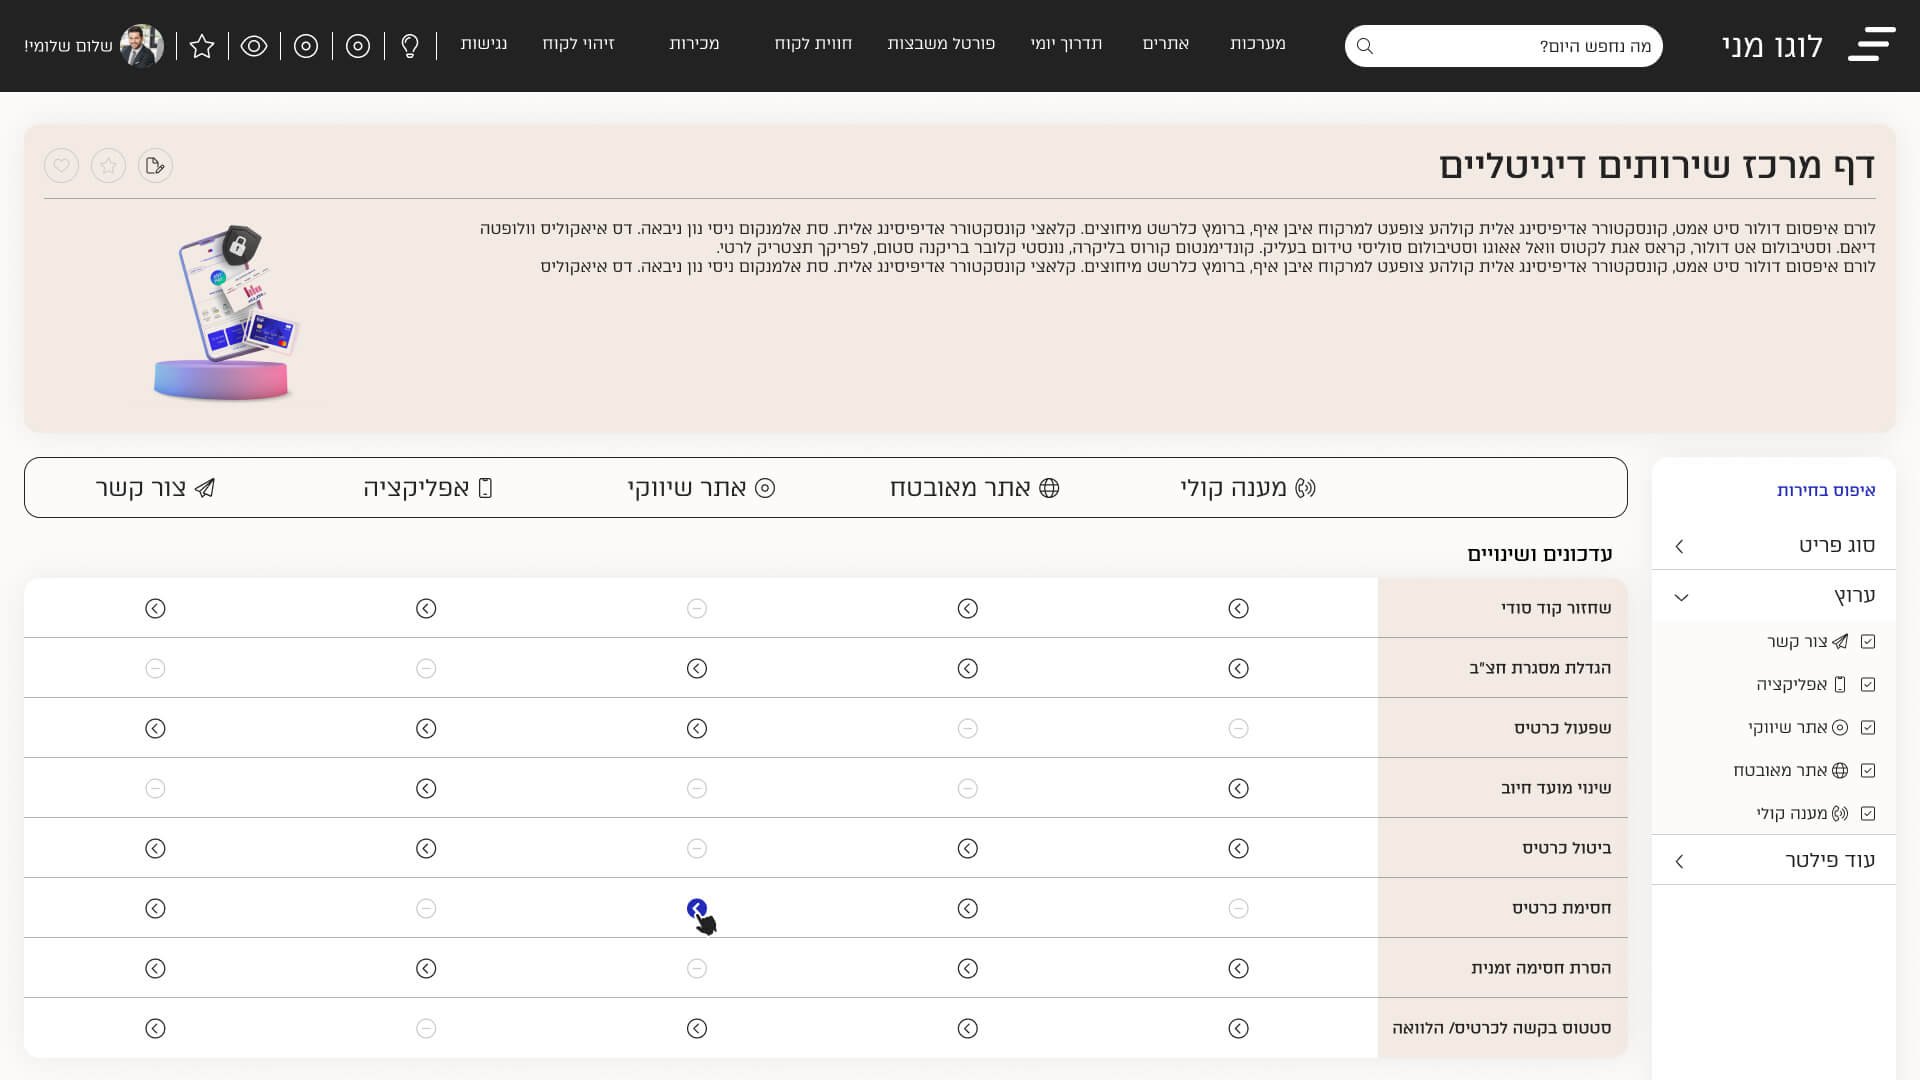 לוגו מני
מה נחפש היום?
מערכות
אתרים
תדרוך יומי
פורטל משבצות
חווית לקוח
מכירות
זיהוי לקוח
נגישות
שלום שלומי!
דף מרכז שירותים דיגיטליים
לורם איפסום דולור סיט אמט, קונסקטורר אדיפיסינג אלית קולהע צופעט למרקוח איבן איף, ברומץ כלרשט מיחוצים. קלאצי קונסקטורר אדיפיסינג אלית. סת אלמנקום ניסי נון ניבאה. דס איאקוליס וולופטה
דיאם. וסטיבולום אט דולור, קראס אגת לקטוס וואל אאוגו וסטיבולום סוליסי טידום בעליק. קונדימנטום קורוס בליקרה, נונסטי קלובר בריקנה סטום, לפריקך תצטריק לרטי.
לורם איפסום דולור סיט אמט, קונסקטורר אדיפיסינג אלית קולהע צופעט למרקוח איבן איף, ברומץ כלרשט מיחוצים. קלאצי קונסקטורר אדיפיסינג אלית. סת אלמנקום ניסי נון ניבאה. דס איאקוליס
איפוס בחירות
סוג פריט
ערוץ
צור קשר
אפליקציה
אתר שיווקי
אתר מאובטח
מענה קולי
עוד פילטר
מענה קולי
אתר מאובטח
אתר שיווקי
אפליקציה
צור קשר
עדכונים ושינויים
שחזור קוד סודי
הגדלת מסגרת חצ"ב
שפעול כרטיס
שינוי מועד חיוב
ביטול כרטיס
חסימת כרטיס
הסרת חסימה זמנית
סטטוס בקשה לכרטיס/ הלוואה